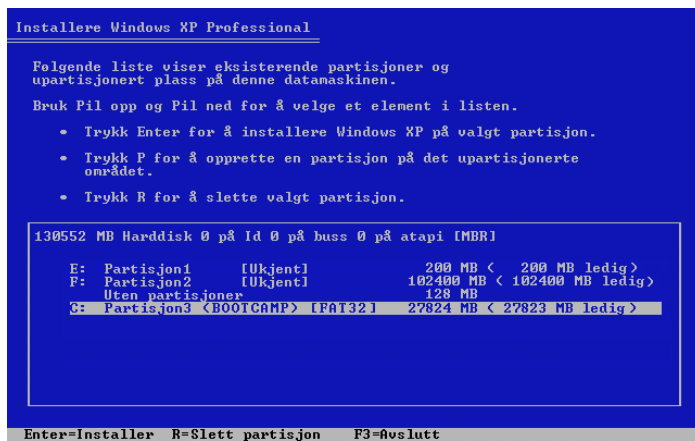 Installere Windows XP Professional
Følgende liste viser eksisterende partisjoner og
upartisjonert plass på denne datamaskinen.
Bruk Pil opp og Pil ned for å velge et element i listen.
• Trykk Enter for å installere Windows XP på valgt partisjon.
• Trykk P for å opprette en partisjon på det upartisjonerte
området.
• Trykk R for å slette valgt partisjon.
130552 MB Harddisk 0 på Id 0 på buss 0 på atapi [MBR]
E: Partisjon1 [Ukjent] 200 MB ( 200 MB ledig)
F: Partisjon2 [Ukjent] 102400 MB ( 102400 MB ledig)
Uten partisjoner 128 MB
C: Partisjon3 (BOOTCAMP) [FAT32] 27824 MB ( 27823 MB ledig)
Enter=Installer R=Slett partisjon F3=Avslutt